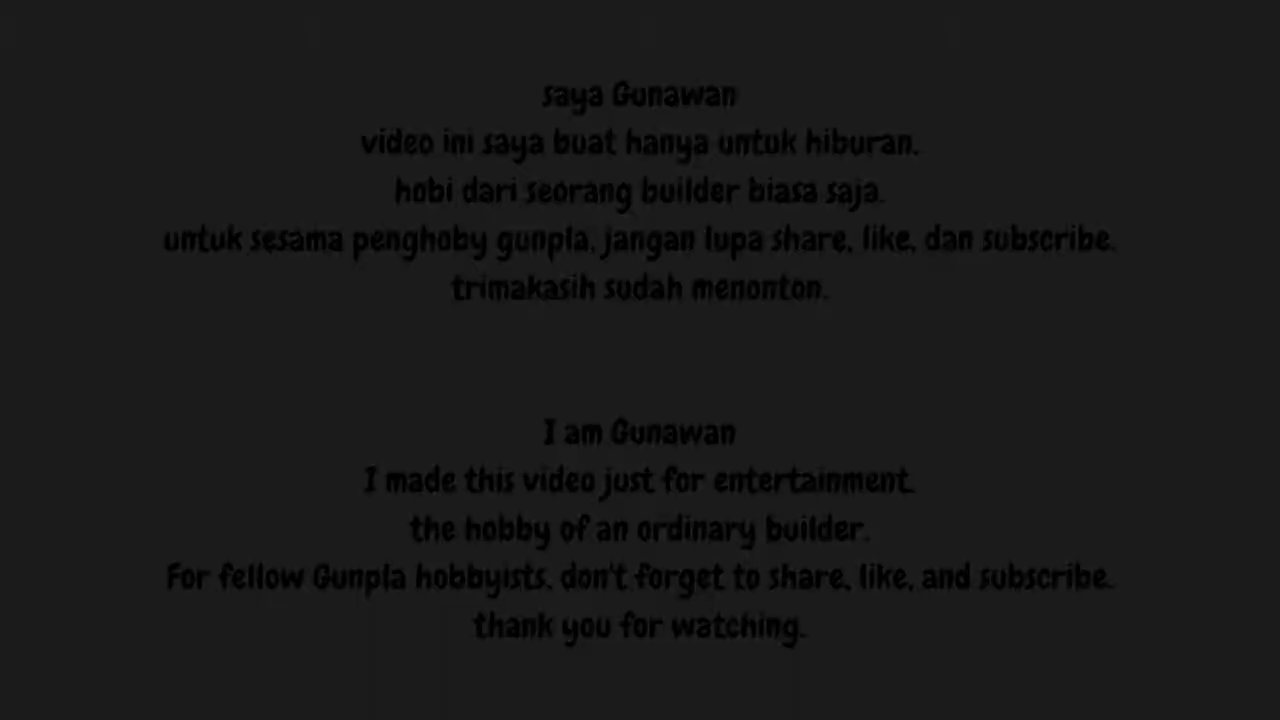 saya Gunawan
video ini saya buat hanya untuk hiburan.
hobi dari seorang builder biasa saja.
untuk sesama penghoby gunpla, jangan lupa share, like, dan subscribe.
trimakasih sudah menonton.
I am Gunawan
I made this video just for entertainment.
the hobby of an ordinary builder.
For fellow Gunpla hobbyists, don't forget to share, like, and subscribe.
thank you for watching.